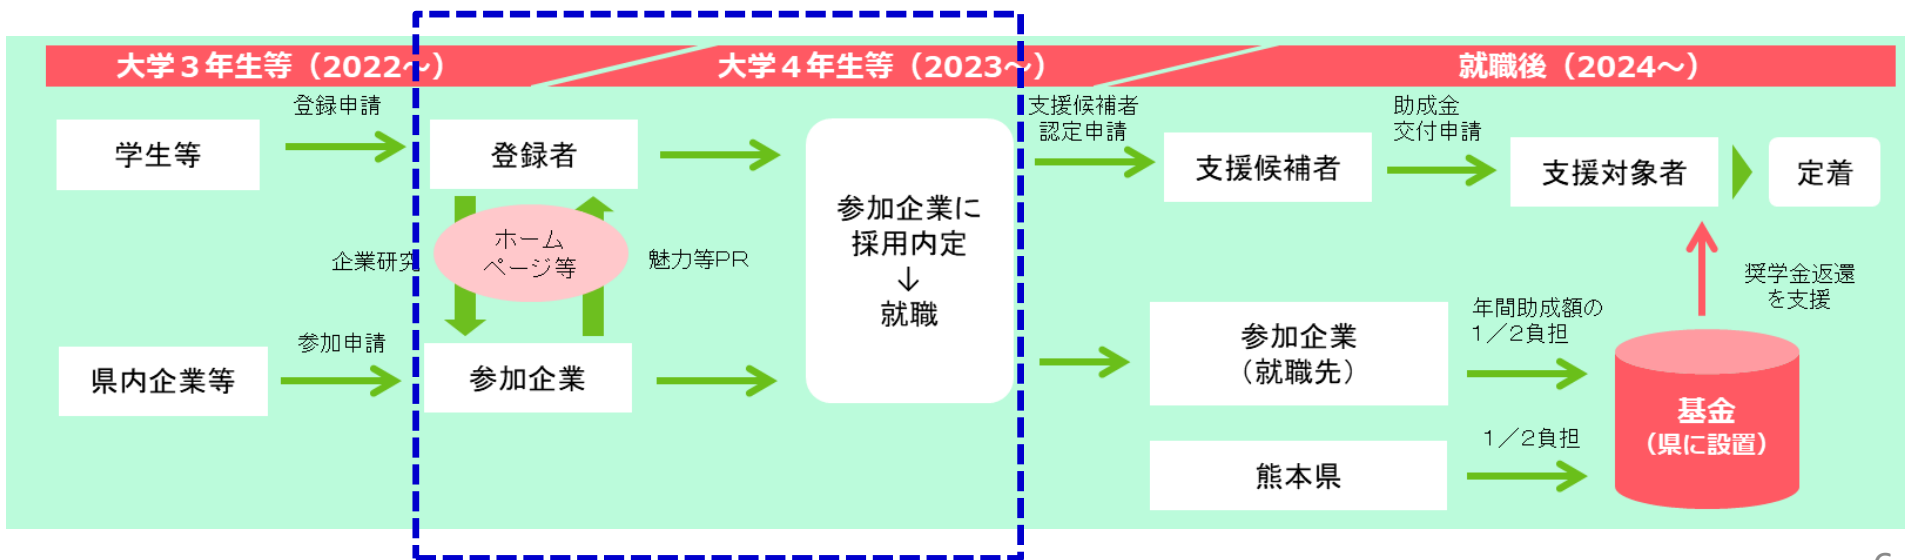 大学３年生等（2022～）
大学４年生等（2023～）
就職後（2024～）
登録申請
学生等
登録者
企業研究
ホーム
ページ等
魅力等PR
参加申請
県内企業等
参加企業
参加企業に
採用内定
↓
就職
支援候補者
認定申請
支援候補者
助成金
交付申請
支援対象者
定着
奨学金返還
を支援
参加企業
（就職先）
年間助成額の
１／２負担
熊本県
１／２負担
基金
（県に設置）